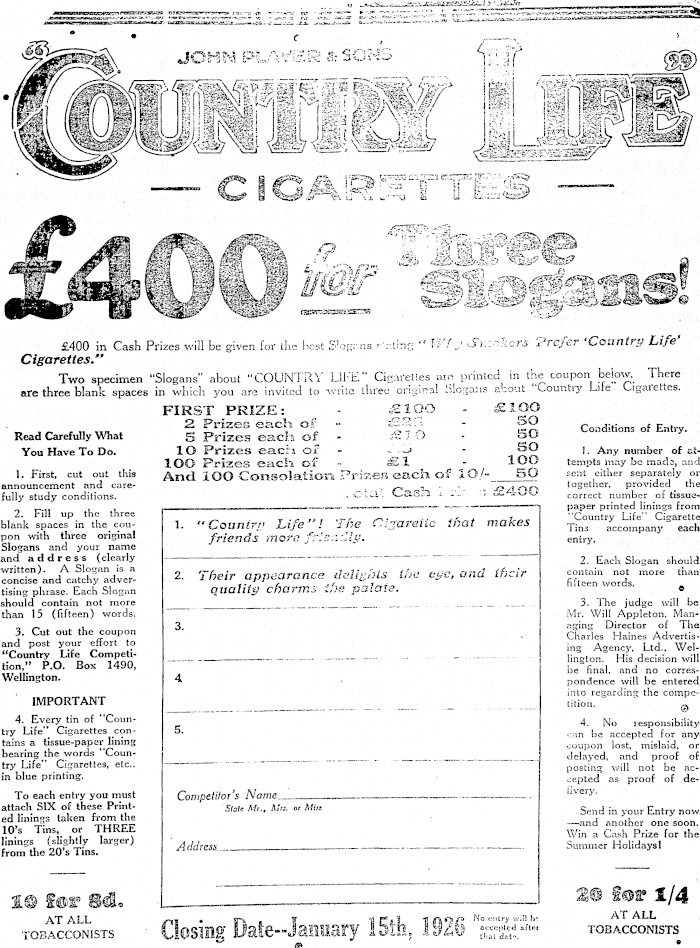 JOHN PLAYER & SON'S
"COUNTRY LIFE"
CIGARETTES
£400 for Three
Slogans!
£400 in Cash Prizes will be given for the best Slogans "Why Smokers Prefer 'Country Life'
Cigarettes."
Two specimen "Slogans" about "COUNTRY LIFE" Cigarettes are printed in the coupon below. There
are three blank spaces in which you are invited to write three original Slogans about "Country Life" Cigarettes.
Read Carefully What
You Have To Do.
1. First, cut out this
announcement and care-
fully study conditions.
2. Fill up the three
blank spaces in the cou-
pon with three original
Slogans and your name
and address (clearly
written). A Slogan is a
concise and catchy adver-
tising phrase. Each Slogan
should contain not more
than 15 (fifteen) words.
3. Cut out the coupon
and post your effort to
"Country Life Competi-
tion," P.O. Box 1490,
Wellington.
IMPORTANT
4. Every tin of "Coun-
try Life" Cigarettes con-
tains a tissue-paper lining
bearing the words "Coun-
try Life" Cigarettes, etc..
in blue printing.
To each entry you must
attach SIX of these Print-
ed linings taken from the
10's Tins, or THREE
linings (slightly larger)
from the 20's Tins.
10 for 8d.
AT ALL
TOBACCONISTS
FIRST PRIZE: - £100 - £100
2 Prizes each of - £25 - 50
5 Prizes each of - £10 - 50
10 Prizes each of - - 50
100 Prizes each of - £1 - 100
And 100 Consolation Prizes each of 10/- 50
Total Cash £400
1. "Country Life"! The Cigarette that makes
friends more friendly.
2. Their appearance delights the eye, and their
quality charms the palate.
3.
4
5.
Competitor's Name
State Mr., Mrs. or Miss
Address
Closing Date--January 15th, 1926
No entry will be
accepted after
that date.
Conditions of Entry.
1. Any number of at-
tempts may be made, and
sent either separately or
together, provided the
correct number of tissue-
paper printed linings from
"Country Life" Cigarette
Tins accompany each
entry.
2. Each Slogan should
contain not more than
fifteen words.
3. The judge will be
Mr. Will Appleton, Man-
aging Director of The
Charles Haines Advertis-
ing Agency, Ltd., Wel-
lington. His decision will
be final, and no corres-
pondence will be entered
into regarding the compe-
tition.
4. No responsibility
can be accepted for any
coupon lost, mislaid, or
delayed, and proof of
posting will not be ac-
cepted as proof of de-
livery.
Send in your Entry now
—and another one soon.
Win a Cash Prize for the
Summer Holidays!
20 for 1/4
AT ALL
TOBACCONISTS